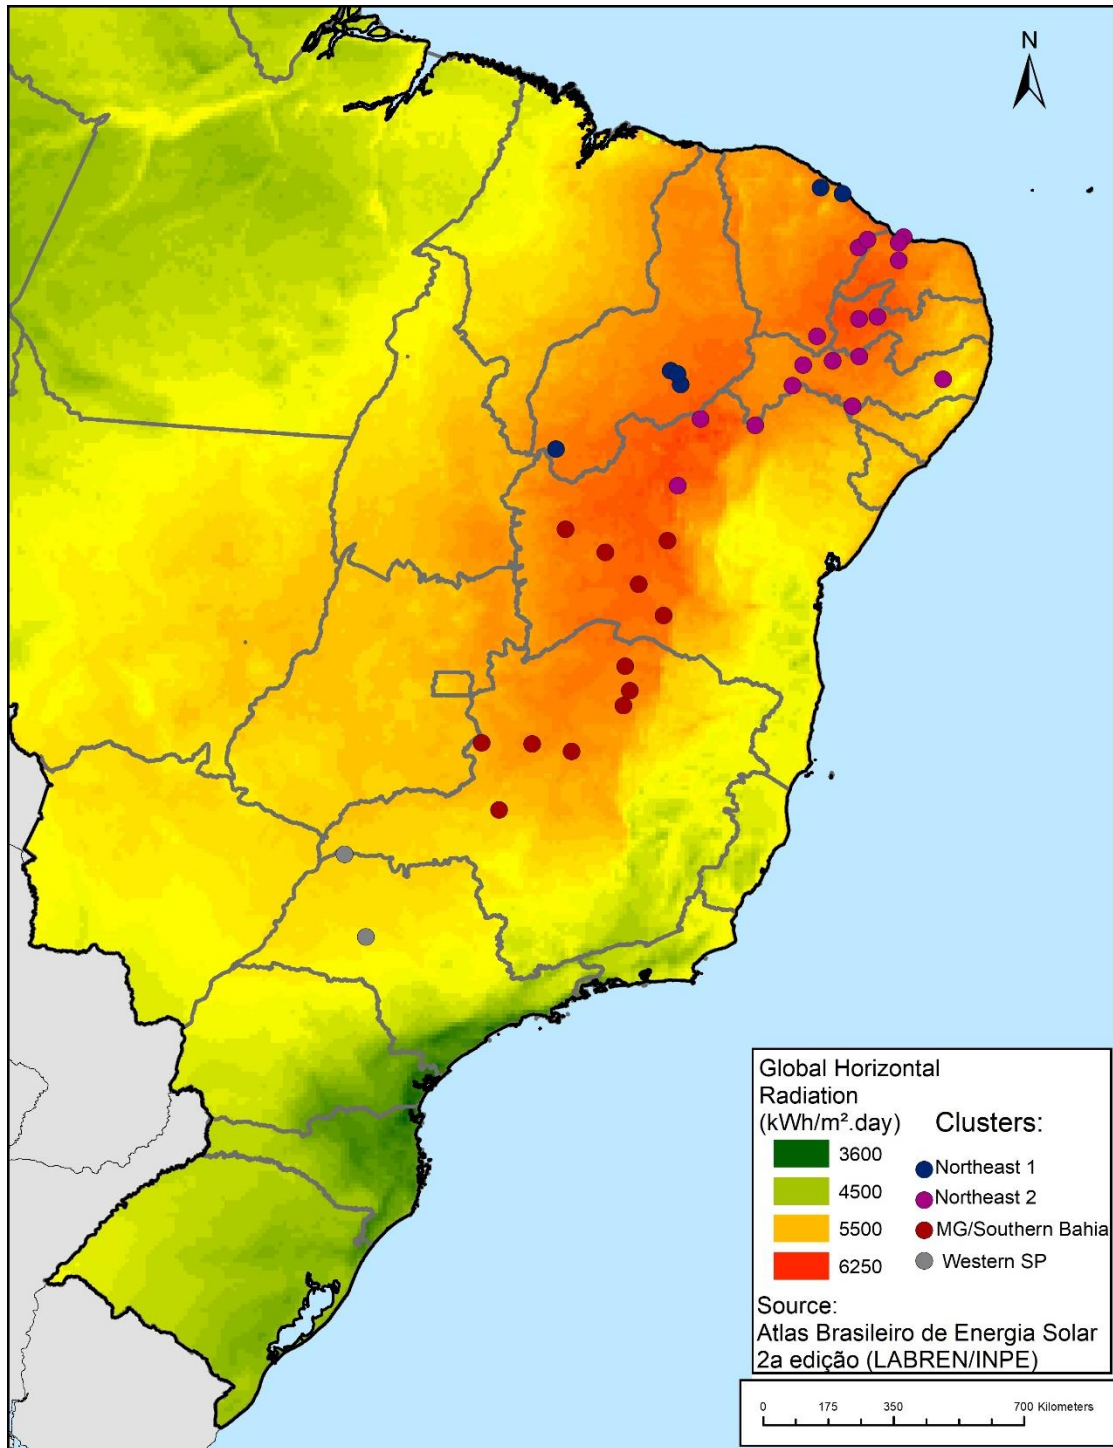 N
Global Horizontal
Radiation
(kWh/m².day)
3600
4500
5500
6250
Clusters:
Northeast 1
Northeast 2
MG/Southern Bahia
Western SP
Source:
Atlas Brasileiro de Energia Solar
2a edição (LABREN/INPE)
0 175 350 700 Kilometers